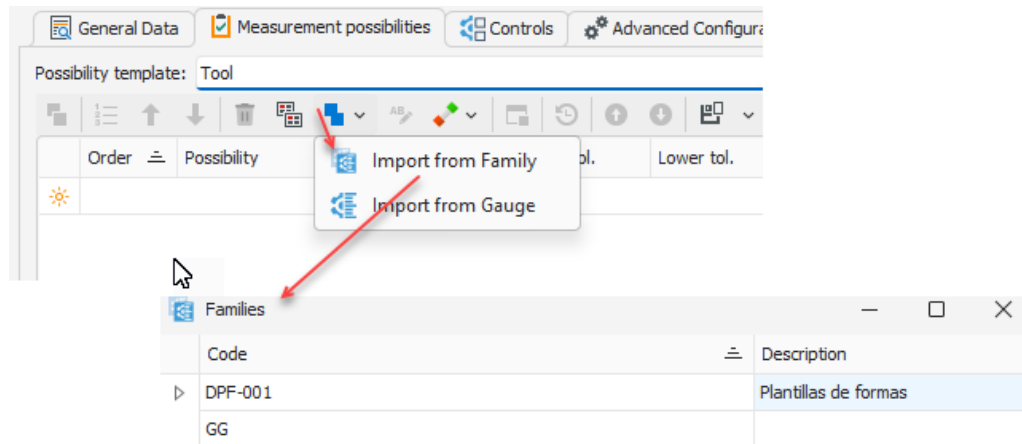 General Data Measurement possibilities Controls Advanced Configura
Possibility template: Tool
AB
Order Possibility ol. Lower tol.
Import from Family
Import from Gauge
Families
Code Description
DPF-001 Plantillas de formas
GG